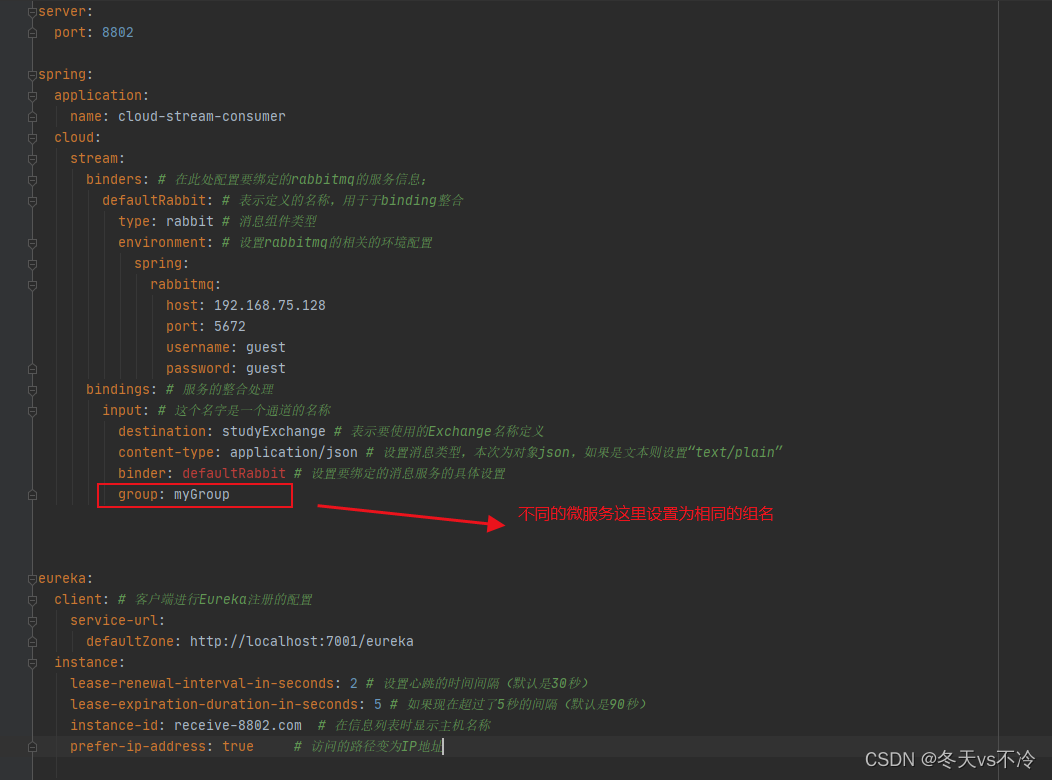 server:
  port: 8802
spring:
  application:
    name: cloud-stream-consumer
  cloud:
    stream:
      binders: # 在此处配置要绑定的rabbitmq的服务信息；
        defaultRabbit: # 表示定义的名称，用于于binding整合
          type: rabbit # 消息组件类型
          environment: # 设置rabbitmq的相关的环境配置
            spring:
              rabbitmq:
                host: 192.168.75.128
                port: 5672
                username: guest
                password: guest
      bindings: # 服务的整合处理
        input: # 这个名字是一个通道的名称
          destination: studyExchange # 表示要使用的Exchange名称定义
          content-type: application/json # 设置消息类型，本次为对象json，如果是文本则设置“text/plain”
          binder: defaultRabbit # 设置要绑定的消息服务的具体设置
          group: myGroup
不同的微服务这里设置为相同的组名
eureka:
  client: # 客户端进行Eureka注册的配置
    service-url:
      defaultZone: http://localhost:7001/eureka
  instance:
    lease-renewal-interval-in-seconds: 2 # 设置心跳的时间间隔（默认是30秒）
    lease-expiration-duration-in-seconds: 5 # 如果现在超过了5秒的间隔（默认是90秒）
    instance-id: receive-8802.com  # 在信息列表时显示主机名称
    prefer-ip-address: true     # 访问的路径变为IP地址
CSDN @冬天vs不冷